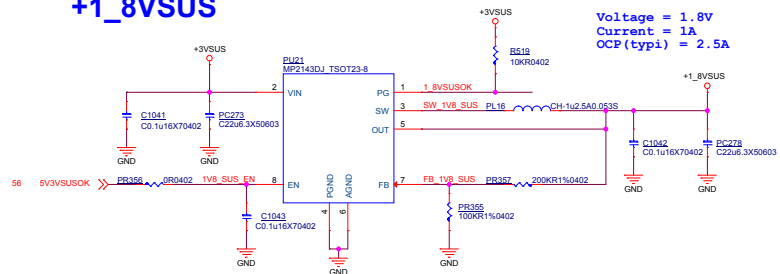 +1_8VSUS
Voltage = 1.8V
Current = 1A
OCP(typi) = 2.5A
+3VSUS
R519
10KR0402
+3VSUS
PU21
MP2143DJ_TSOT23-8
+1_8VSUS
2 VIN
PG 1 1_8VSUSOK
SW 3 SW_1V8_SUS PL16 CH-1u2.5A0.053S
OUT 5
C1041
C0.1u16X70402
PC273
C22u6.3X50603
C1042
C0.1u16X70402
PC278
C22u6.3X50603
GND GND
GND GND
56 5V3VSUSOK PR356 0R0402 1V8_SUS_EN 8 EN
FB 7 FB_1V8_SUS PR357 200KR1%0402
PGND AGND
4 6
C1043
C0.1u16X70402
PR355
100KR1%0402
GND GND GND